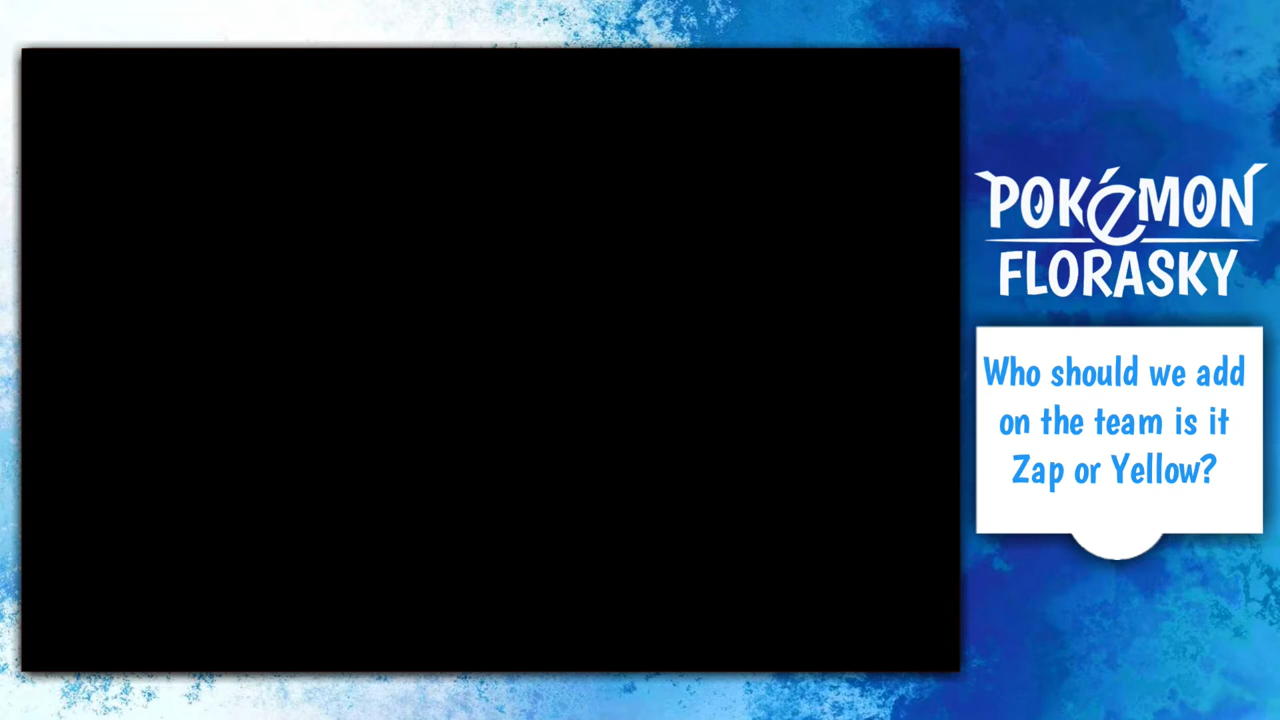 POKéMON
FLORASKY
Who should we add
on the team is it
Zap or Yellow?